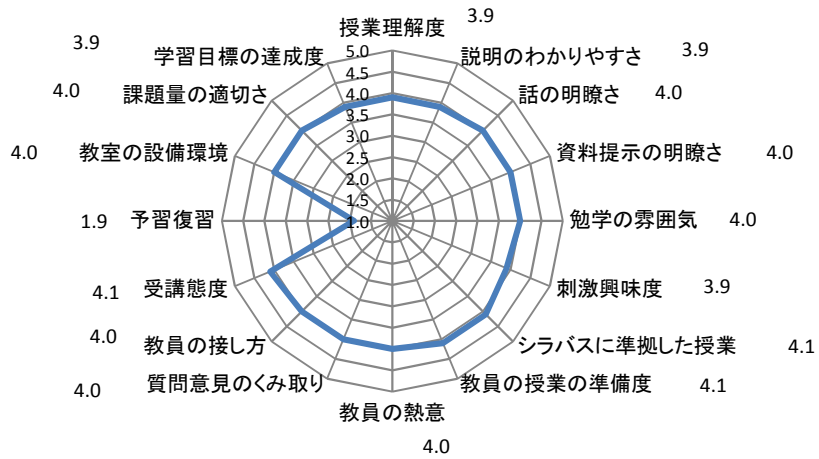 授業理解度 3.9
説明のわかりやすさ 3.9
話の明瞭さ 4.0
資料提示の明瞭さ 4.0
勉学の雰囲気 4.0
刺激興味度 3.9
シラバスに準拠した授業 4.1
教員の授業の準備度 4.1
教員の熱意 4.0
質問意見のくみ取り 4.0
教員の接し方 4.0
受講態度 4.1
予習復習 1.9
教室の設備環境 4.0
課題量の適切さ 4.0
学習目標の達成度 3.9
5.0
4.5
4.0
3.5
3.0
2.5
2.0
1.5
1.0